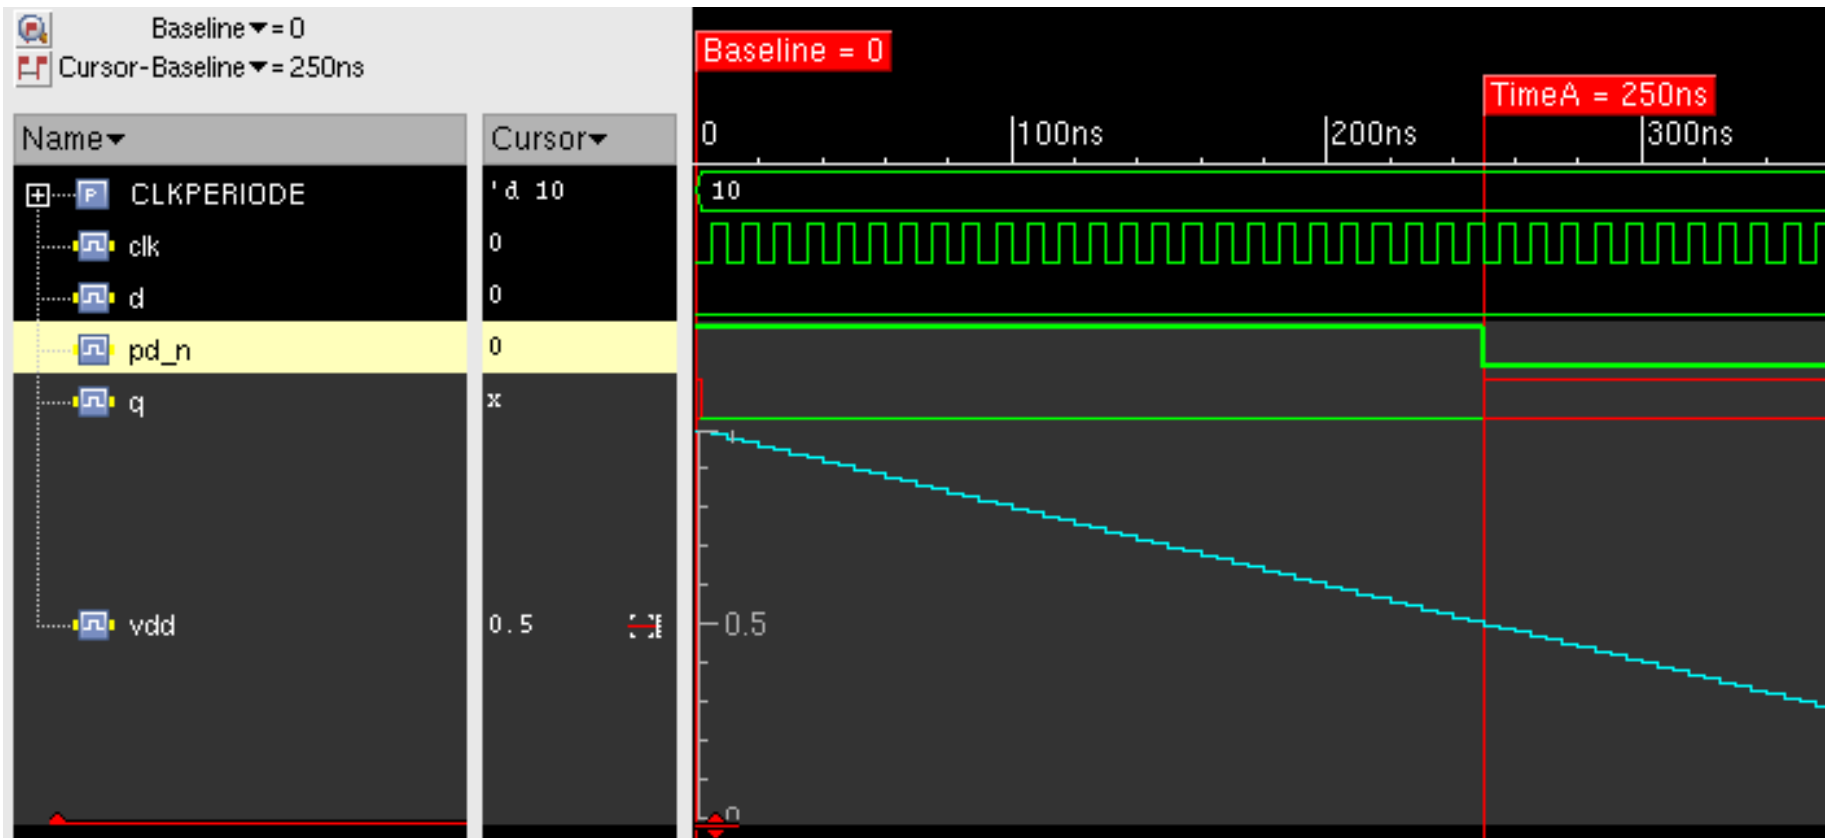 Baseline▾= 0
Cursor-Baseline▾= 250ns
Baseline = 0
TimeA = 250ns
Name▾
Cursor▾
0
100ns
200ns
300ns
P CLKPERIODE
'd 10
10
clk
0
d
0
pd_n
0
q
x
1
vdd
0.5
0.5
0